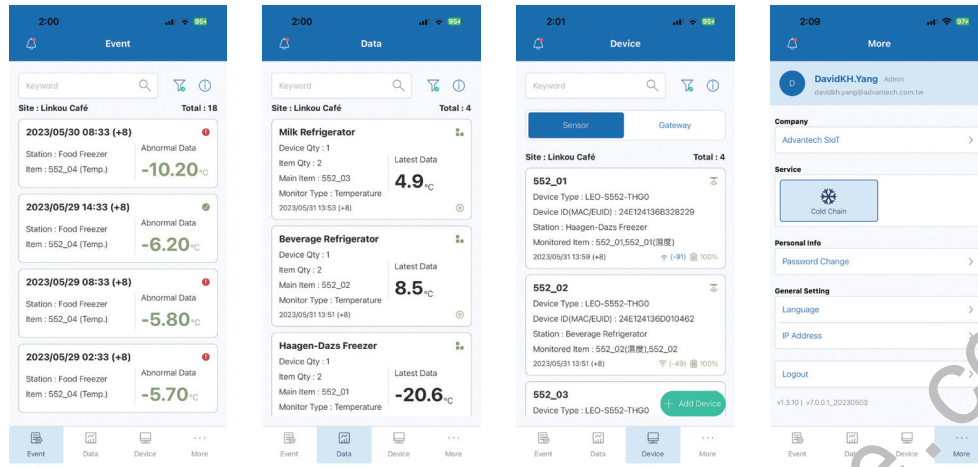 2:00
95+
Event
Keyword
Site : Linkou Café
Total : 18
2023/05/30 08:33 (+8)
Station : Food Freezer
Item : 552_04 (Temp.)
Abnormal Data
-10.20°C
2023/05/29 14:33 (+8)
Station : Food Freezer
Item : 552_04 (Temp.)
Abnormal Data
-6.20°C
2023/05/29 08:33 (+8)
Station : Food Freezer
Item : 552_04 (Temp.)
Abnormal Data
-5.80°C
2023/05/29 02:33 (+8)
Station : Food Freezer
Item : 552_04 (Temp.)
Abnormal Data
-5.70°C
Event
Data
Device
More
2:00
95+
Data
Keyword
Site : Linkou Café
Total : 4
Milk Refrigerator
Device Qty : 1
Item Qty : 2
Main Item : 552_03
Monitor Type : Temperature
2023/05/31 13:53 (+8)
Latest Data
4.9°C
Beverage Refrigerator
Device Qty : 1
Item Qty : 2
Main Item : 552_02
Monitor Type : Temperature
2023/05/31 13:51 (+8)
Latest Data
8.5°C
Haagen-Dazs Freezer
Device Qty : 1
Item Qty : 2
Main Item : 552_01
Monitor Type : Temperature
Latest Data
-20.6°C
Event
Data
Device
More
2:01
95+
Device
Keyword
Sensor
Gateway
Site : Linkou Café
Total : 4
552_01
Device Type : LEO-S552-THG0
Device ID(MAC/EUID) : 24E124136B328229
Station : Haagen-Dazs Freezer
Monitored Item : 552_01,552_01(濕度)
2023/05/31 13:59 (+8)
(-91)
100%
552_02
Device Type : LEO-S552-THG0
Device ID(MAC/EUID) : 24E124136D010462
Station : Beverage Refrigerator
Monitored Item : 552_02(濕度),552_02
2023/05/31 13:51 (+8)
(-49)
100%
552_03
Device Type : LEO-S552-THG0
+ Add Device
Event
Data
Device
More
2:09
97+
More
D
DavidKH.Yang Admin
davidkh.yang@advantech.com.tw
Company
Advantech SIoT
Service
Cold Chain
Personal Info
Password Change
General Setting
Language
IP Address
Logout
v1.3.10 | v7.0.0.1_20230503
Event
Data
Device
More